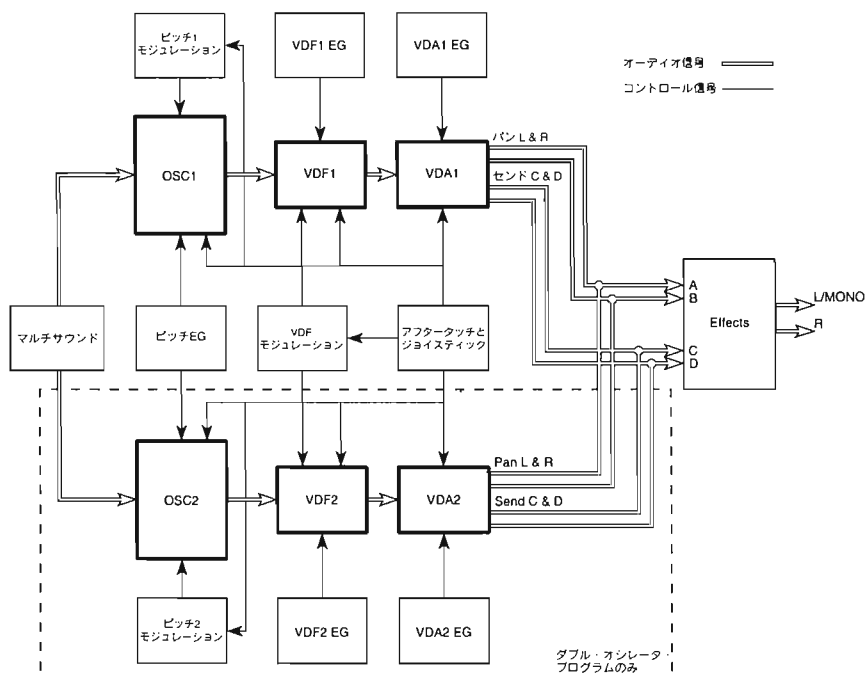 ピッチ1
モジュレーション
VDF1 EG
VDA1 EG
オーディオ信号
コントロール信号
OSC1
VDF1
VDA1
パン L & R
センド C & D
マルチサウンド
ピッチEG
VDF
モジュレーション
アフタータッチと
ジョイスティック
A
B
C
D
Effects
L/MONO
R
OSC2
VDF2
VDA2
Pan L & R
Send C & D
ピッチ2
モジュレーション
VDF2 EG
VDA2 EG
ダブル・オシレータ・
プログラムのみ